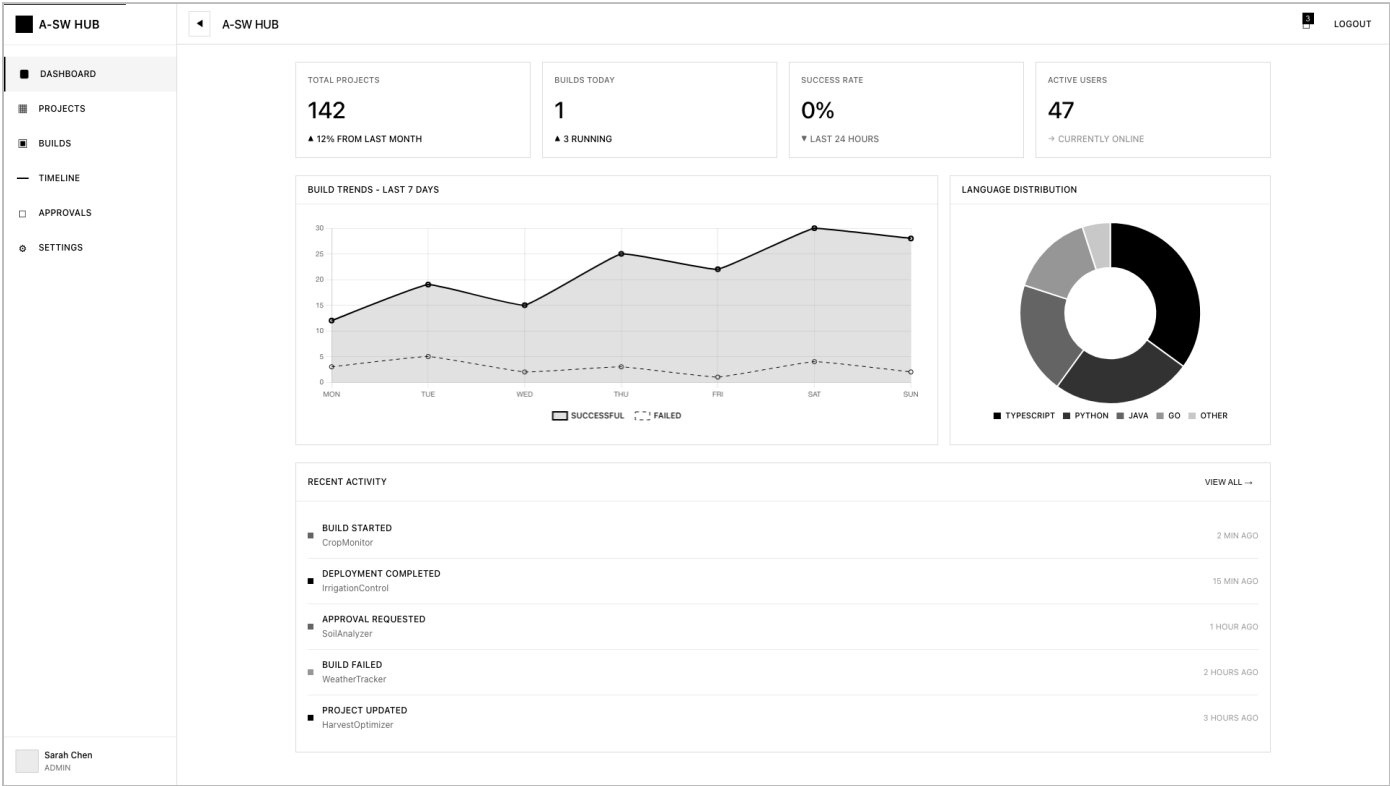 A-SW HUB
A-SW HUB
3
LOGOUT
DASHBOARD
PROJECTS
BUILDS
TIMELINE
APPROVALS
SETTINGS
Sarah Chen
ADMIN
TOTAL PROJECTS
142
▲ 12% FROM LAST MONTH
BUILDS TODAY
1
▲ 3 RUNNING
SUCCESS RATE
0%
▼ LAST 24 HOURS
ACTIVE USERS
47
→ CURRENTLY ONLINE
BUILD TRENDS - LAST 7 DAYS
30
25
20
15
10
5
0
MON TUE WED THU FRI SAT SUN
SUCCESSFUL FAILED
LANGUAGE DISTRIBUTION
TYPESCRIPT PYTHON JAVA GO OTHER
RECENT ACTIVITY
VIEW ALL →
BUILD STARTED
CropMonitor
2 MIN AGO
DEPLOYMENT COMPLETED
IrrigationControl
15 MIN AGO
APPROVAL REQUESTED
SoilAnalyzer
1 HOUR AGO
BUILD FAILED
WeatherTracker
2 HOURS AGO
PROJECT UPDATED
HarvestOptimizer
3 HOURS AGO